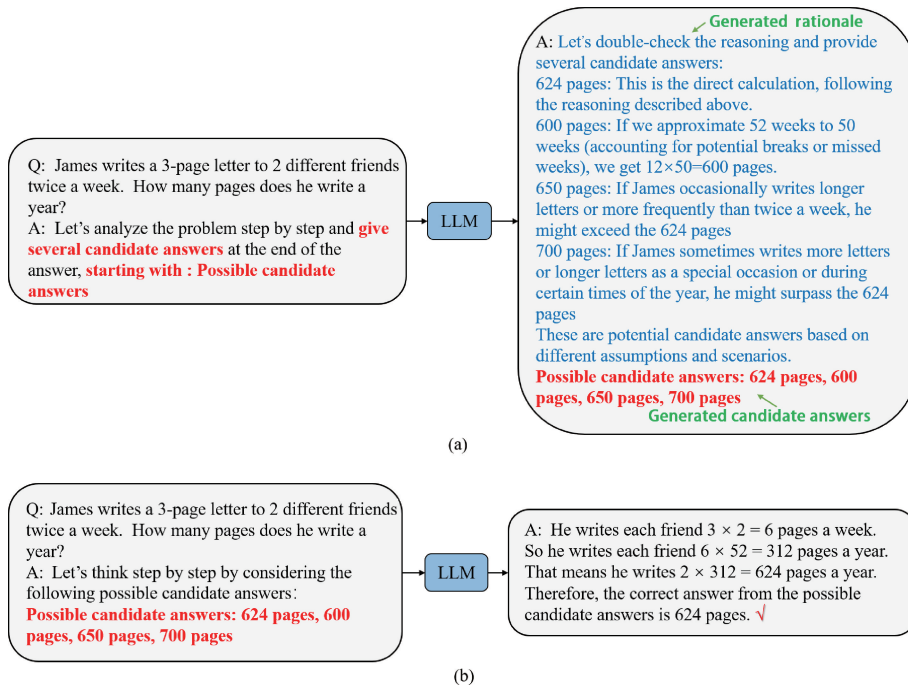 Generated rationale
A: Let's double-check the reasoning and provide
several candidate answers:
624 pages: This is the direct calculation, following
the reasoning described above.
600 pages: If we approximate 52 weeks to 50
weeks (accounting for potential breaks or missed
weeks), we get 12×50=600 pages.
650 pages: If James occasionally writes longer
letters or more frequently than twice a week, he
might exceed the 624 pages
700 pages: If James sometimes writes more letters
or longer letters as a special occasion or during
certain times of the year, he might surpass the 624
pages
These are potential candidate answers based on
different assumptions and scenarios.
Possible candidate answers: 624 pages, 600
pages, 650 pages, 700 pages
Generated candidate answers
Q: James writes a 3-page letter to 2 different friends
twice a week. How many pages does he write a
year?
A: Let's analyze the problem step by step and give
several candidate answers at the end of the
answer, starting with : Possible candidate
answers
LLM
(a)
Q: James writes a 3-page letter to 2 different friends
twice a week. How many pages does he write a
year?
A: Let's think step by step by considering the
following possible candidate answers:
Possible candidate answers: 624 pages, 600
pages, 650 pages, 700 pages
LLM
A: He writes each friend 3 × 2 = 6 pages a week.
So he writes each friend 6 × 52 = 312 pages a year.
That means he writes 2 × 312 = 624 pages a year.
Therefore, the correct answer from the possible
candidate answers is 624 pages. √
(b)